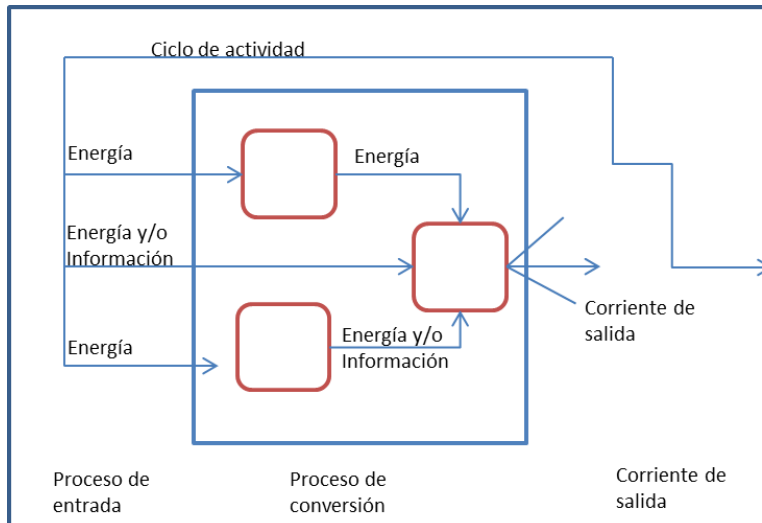 Ciclo de actividad
Energía
Energía
Energía y/o
Información
Corriente de
salida
Energía y/o
Información
Energía
Proceso de
entrada
Proceso de
conversión
Corriente de
salida